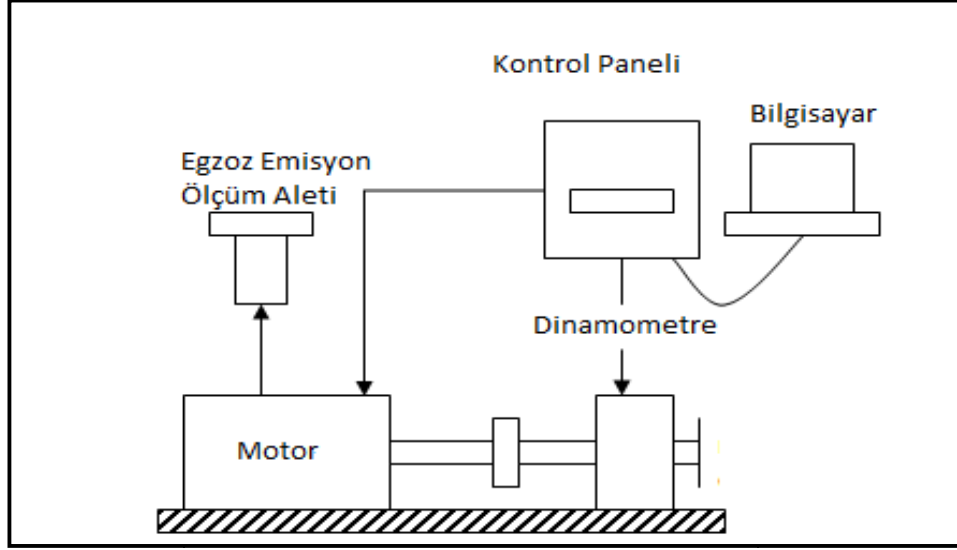 Kontrol Paneli
Bilgisayar
Egzoz Emisyon
Ölçüm Aleti
Dinamometre
Motor